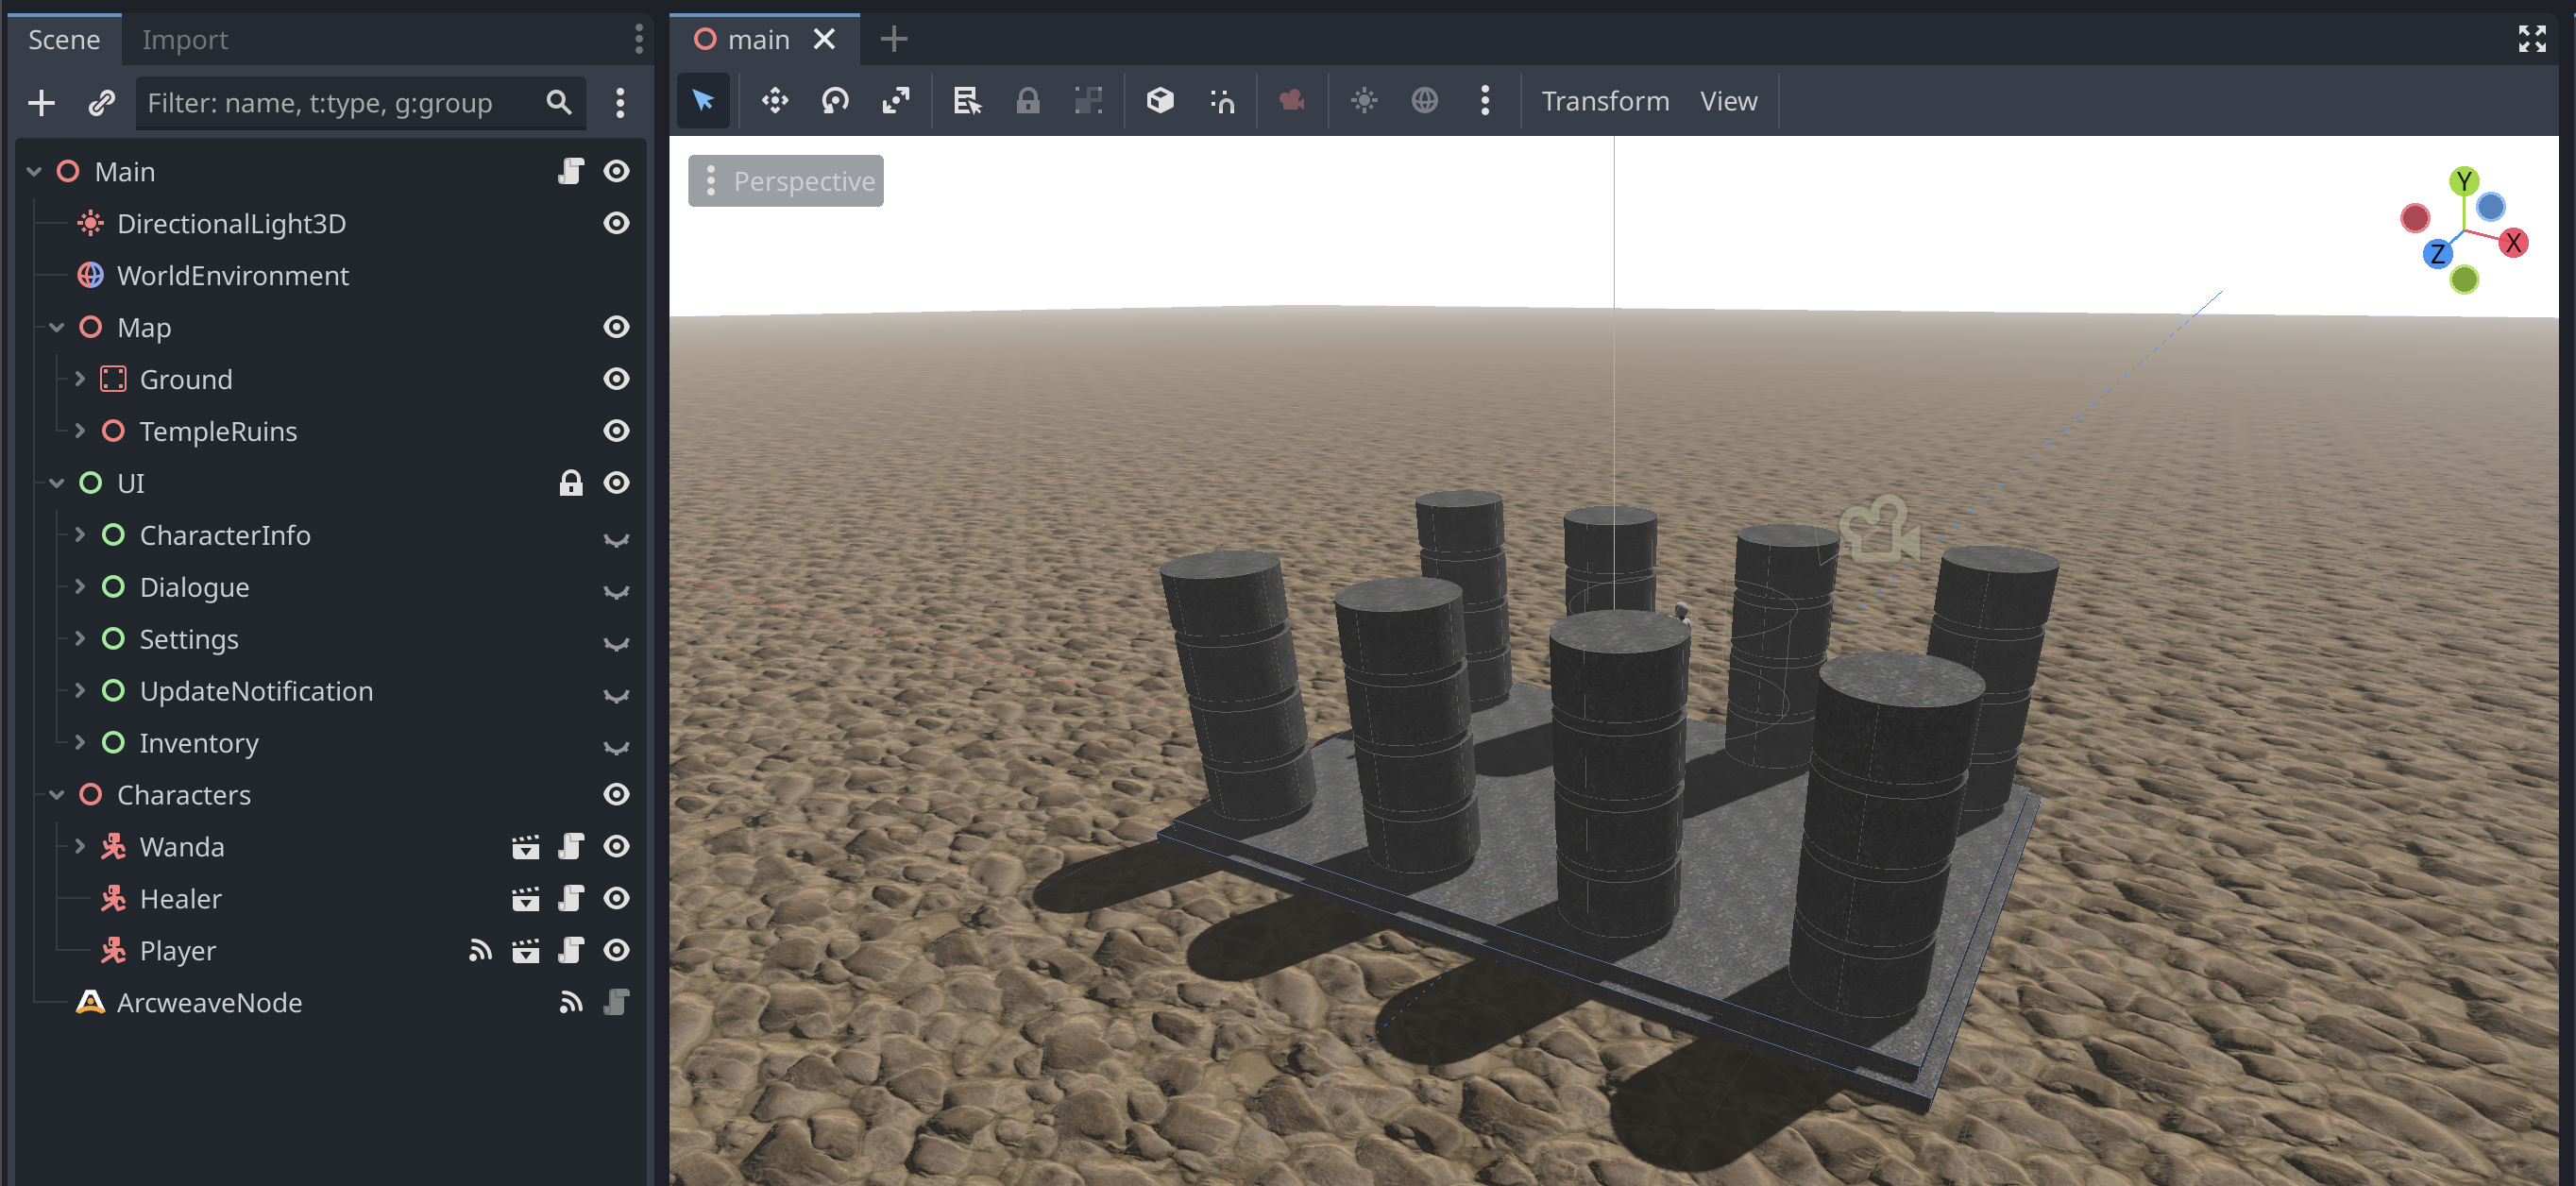 Scene
Import
main
Filter: name, t:type, g:group
Transform
View
Main
DirectionalLight3D
WorldEnvironment
Map
Ground
TempleRuins
UI
CharacterInfo
Dialogue
Settings
UpdateNotification
Inventory
Characters
Wanda
Healer
Player
ArcweaveNode
Perspective
Y
X
Z